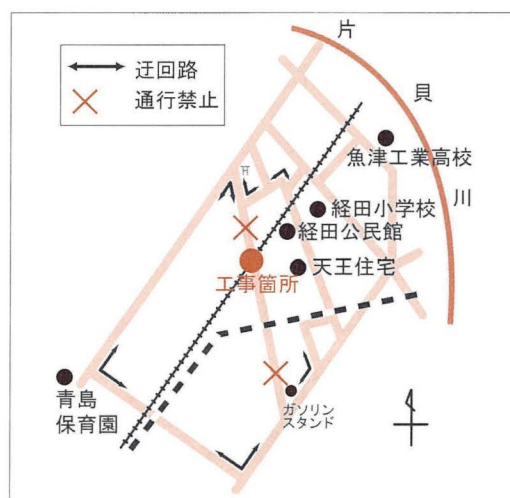 迂回路
通行禁止
片
貝
川
魚津工業高校
経田小学校
経田公民館
天王住宅
工事箇所
青島
保育園
ガソリン
スタンド